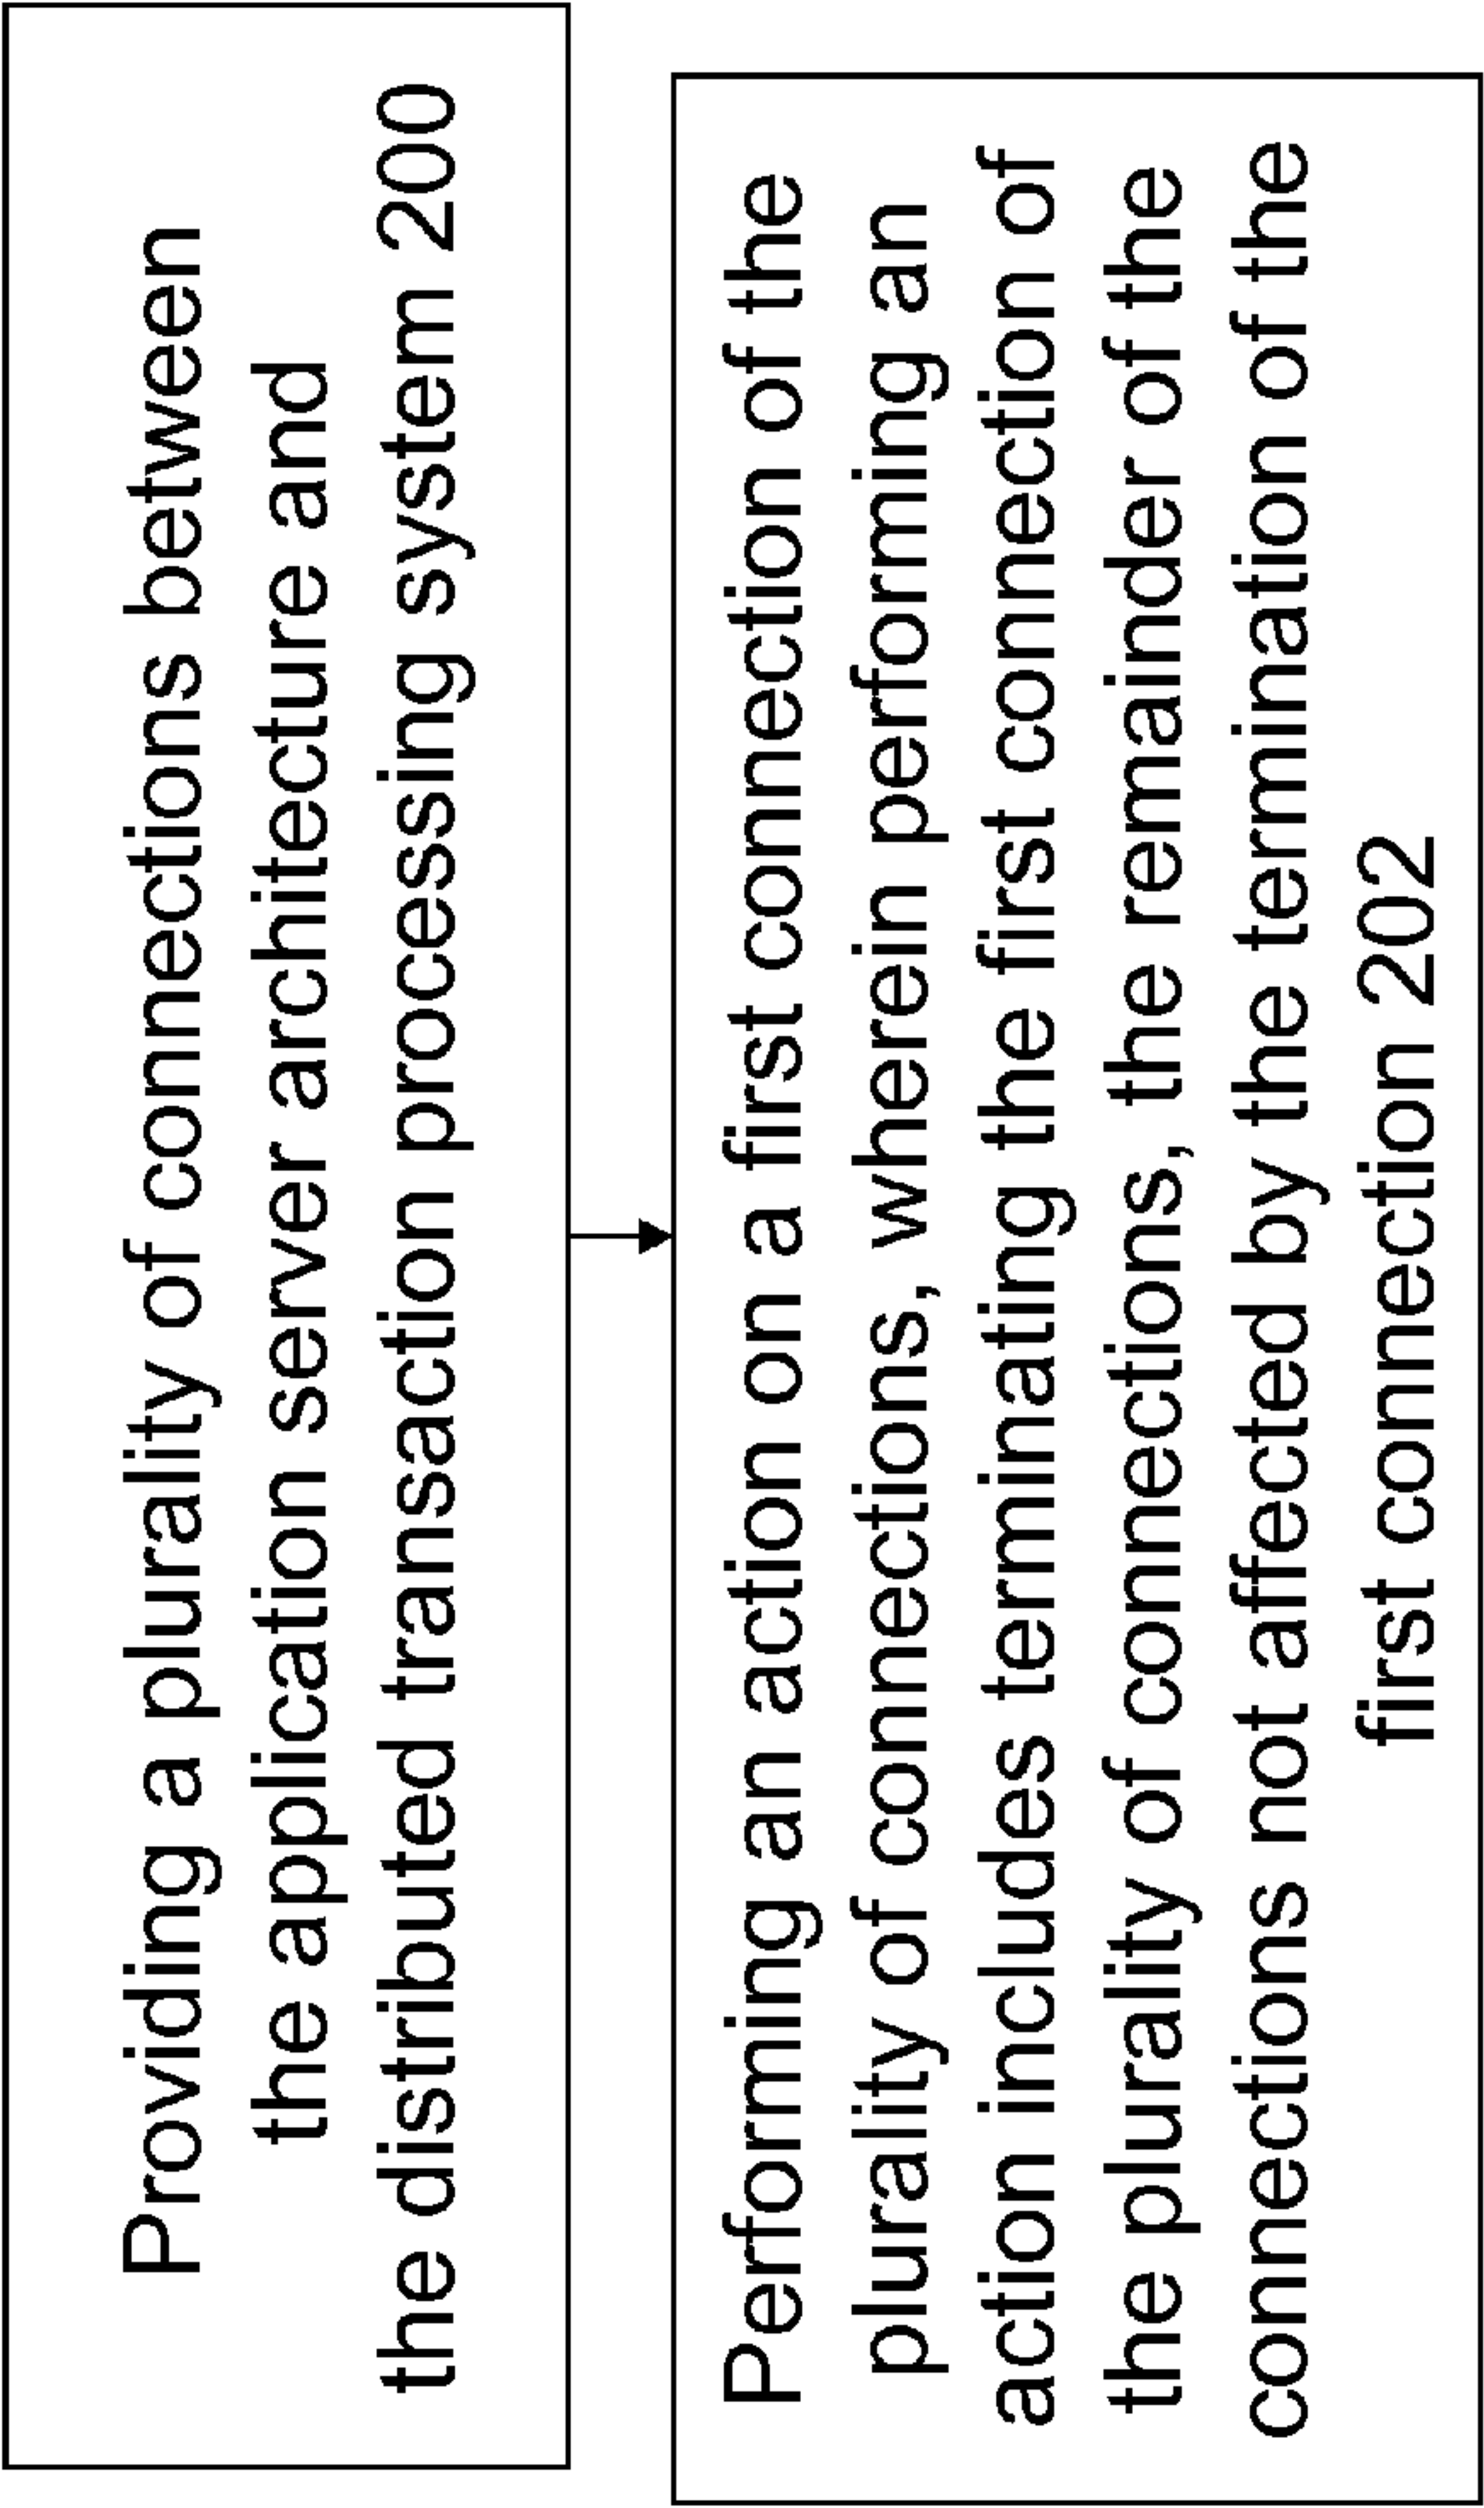 Providing a plurality of connections between
the application server architecture and
the distributed transaction processing system 200
Performing an action on a first connection of the
plurality of connections, wherein performing an
action includes terminating the first connection of
the plurality of connections, the remainder of the
connections not affected by the termination of the
first connection 202